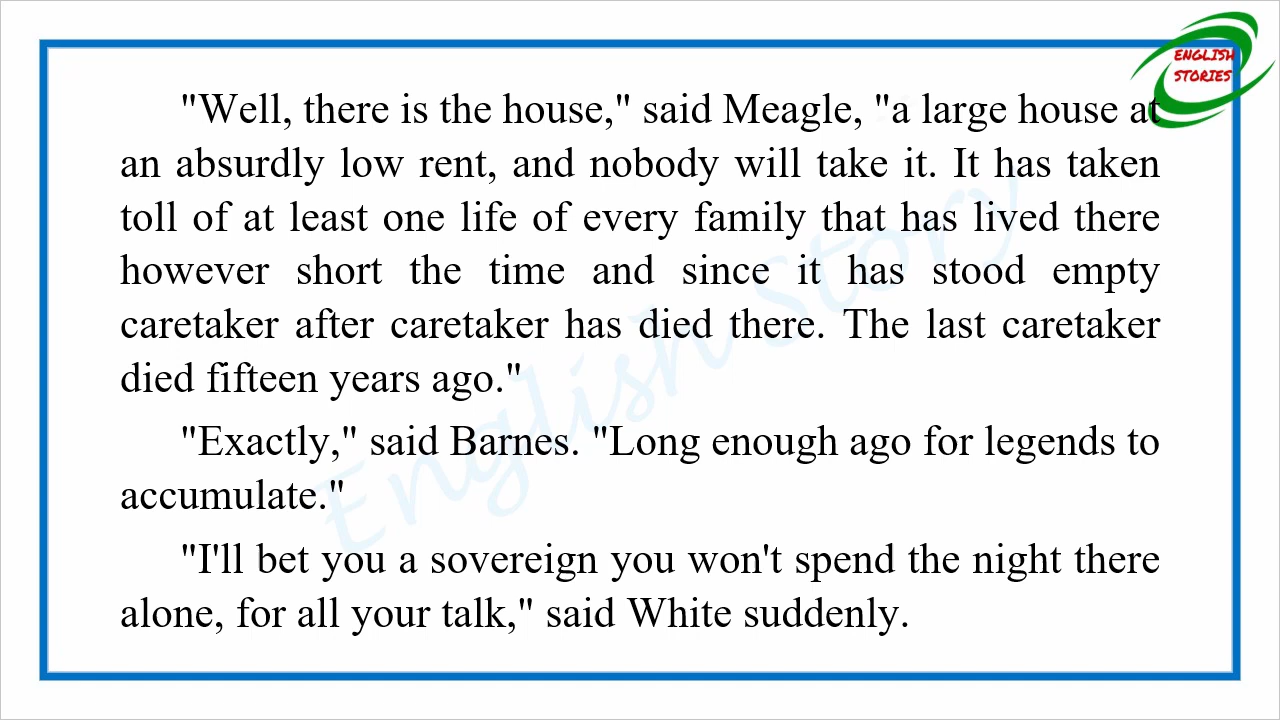 ENGLISH
STORIES
"Well, there is the house," said Meagle, "a large house at
an absurdly low rent, and nobody will take it. It has taken
toll of at least one life of every family that has lived there
however short the time and since it has stood empty
caretaker after caretaker has died there. The last caretaker
died fifteen years ago."
"Exactly," said Barnes. "Long enough ago for legends to
accumulate."
"I'll bet you a sovereign you won't spend the night there
alone, for all your talk," said White suddenly.
English Story